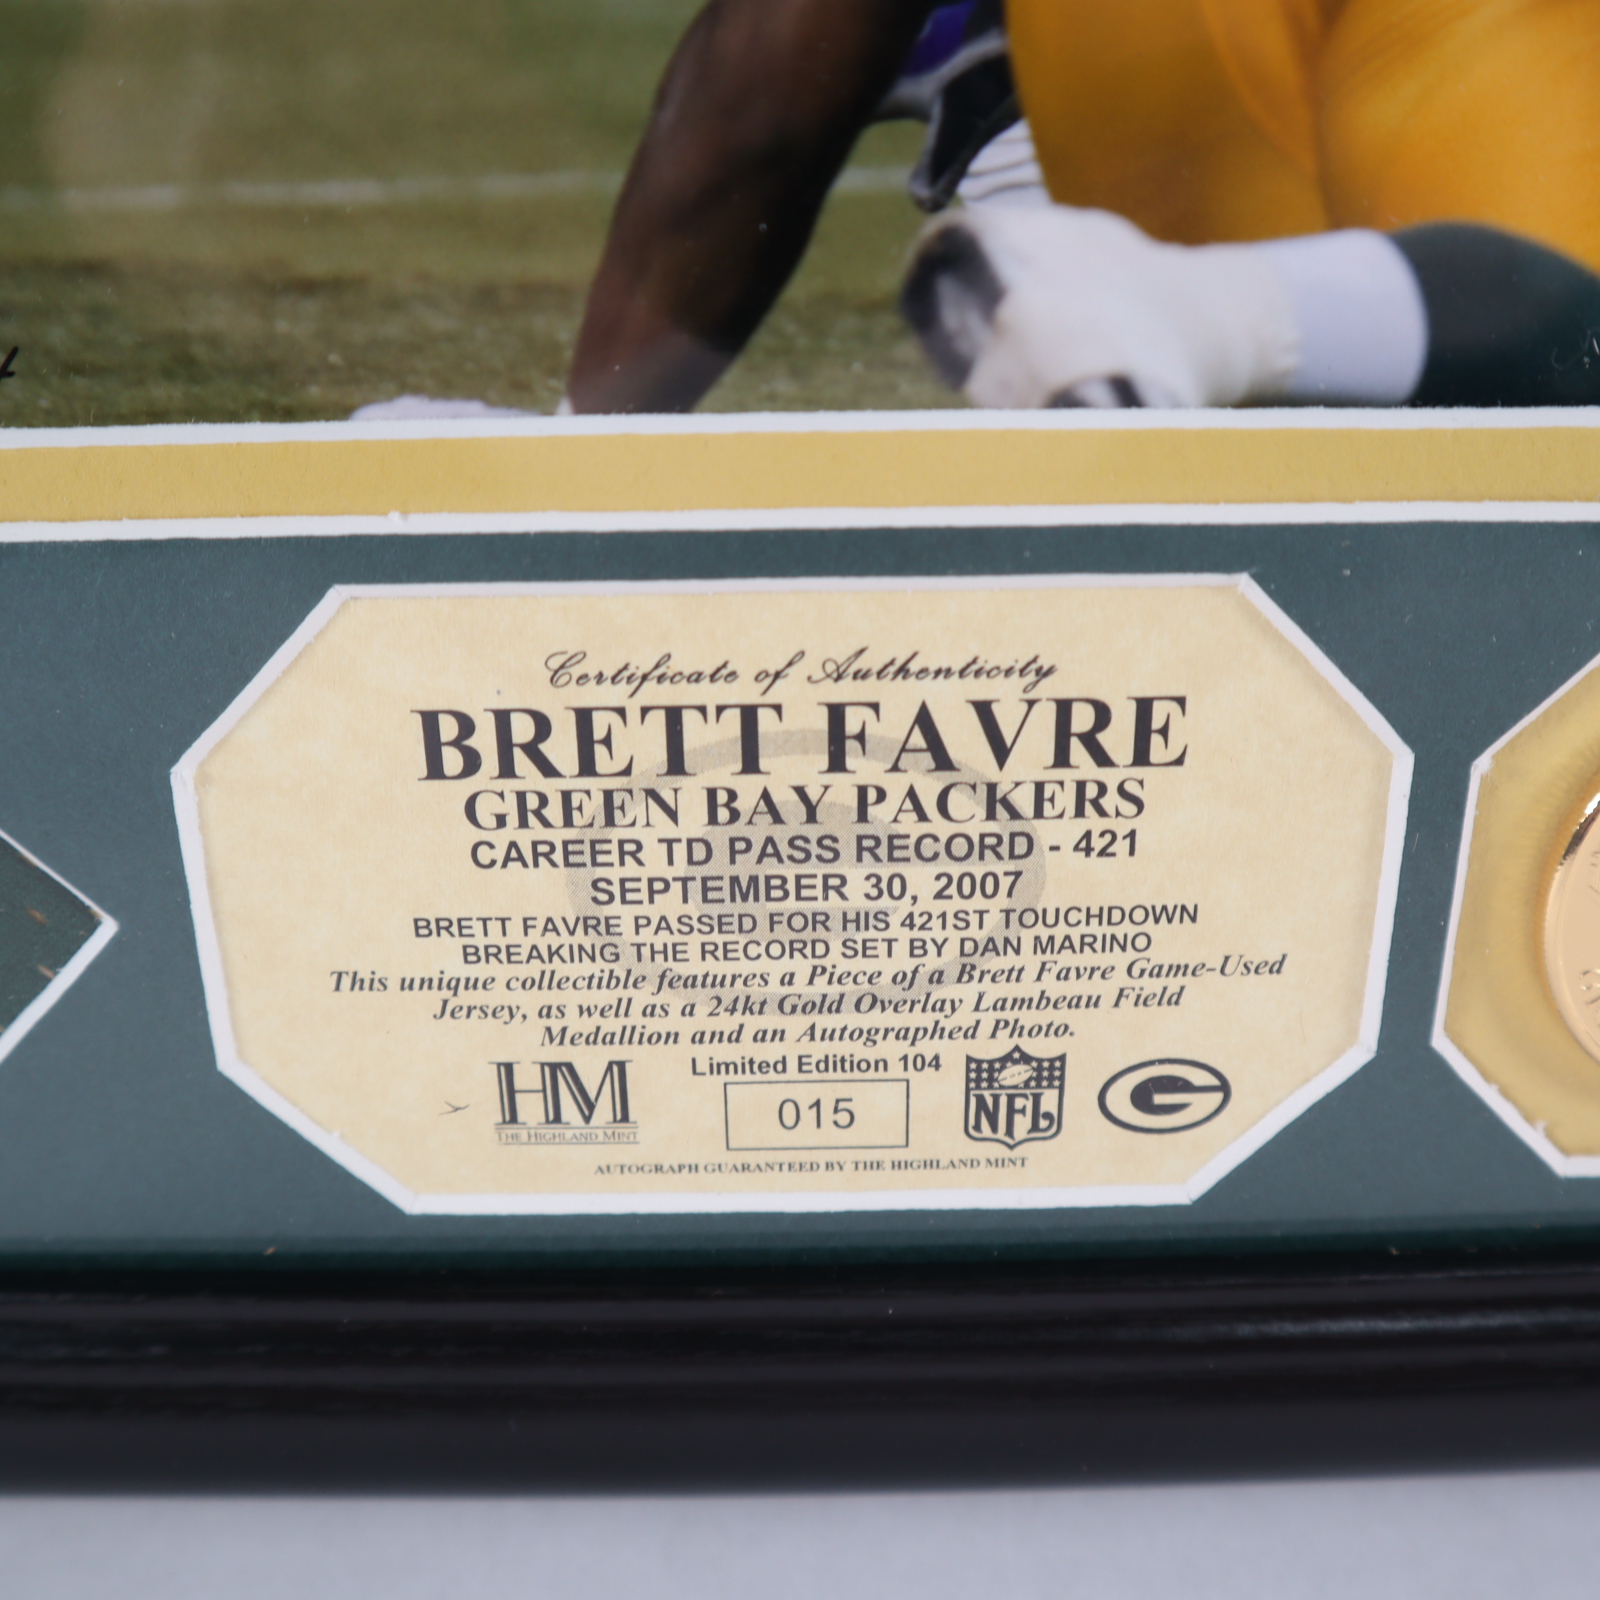 Certificate of Authenticity
BRETT FAVRE
GREEN BAY PACKERS
CAREER TD PASS RECORD - 421
SEPTEMBER 30, 2007
BRETT FAVRE PASSED FOR HIS 421ST TOUCHDOWN
BREAKING THE RECORD SET BY DAN MARINO
This unique collectible features a Piece of a Brett Favre Game-Used
Jersey, as well as a 24kt Gold Overlay Lambeau Field
Medallion and an Autographed Photo.
Limited Edition 104
HM
THE HIGHLAND MINT
015
NFL
G
AUTOGRAPH GUARANTEED BY THE HIGHLAND MINT